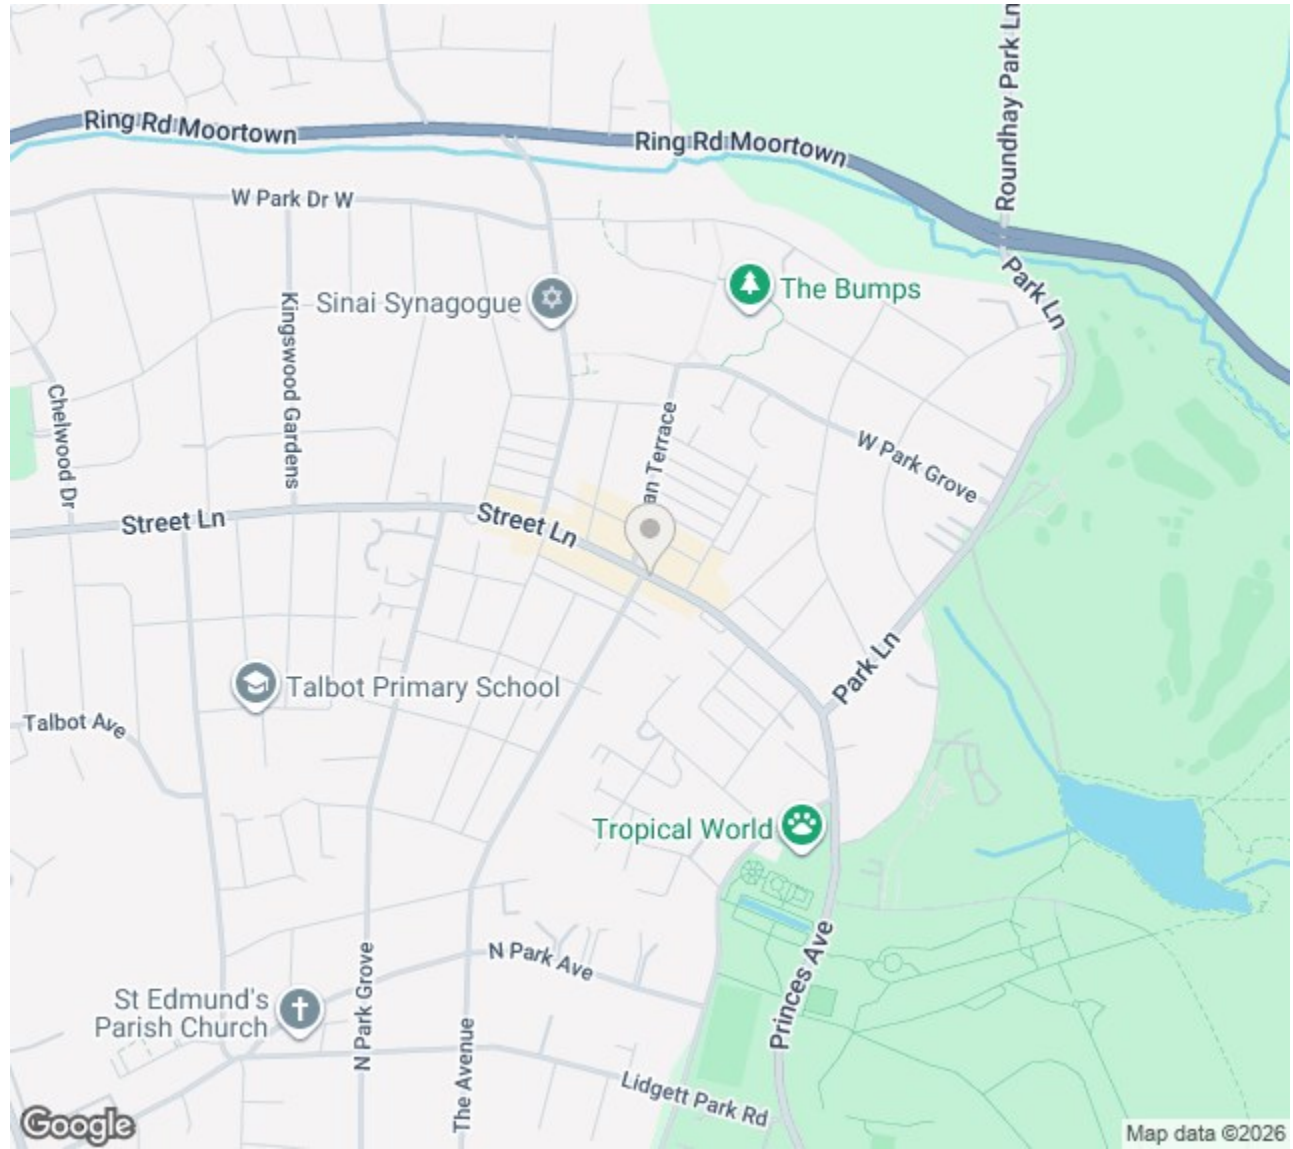 Roundhay Park Ln
Ring Rd Moortown
Ring Rd Moortown
W Park Dr W
Park Ln
The Bumps
Sinai Synagogue
Kingswood Gardens
Chelwood Dr
an Terrace
W Park Grove
Street Ln
Street Ln
Park Ln
Talbot Primary School
Talbot Ave
Tropical World
N Park Ave
Princes Ave
N Park Grove
St Edmund's
Parish Church
The Avenue
Lidgett Park Rd
Google
Map data ©2026